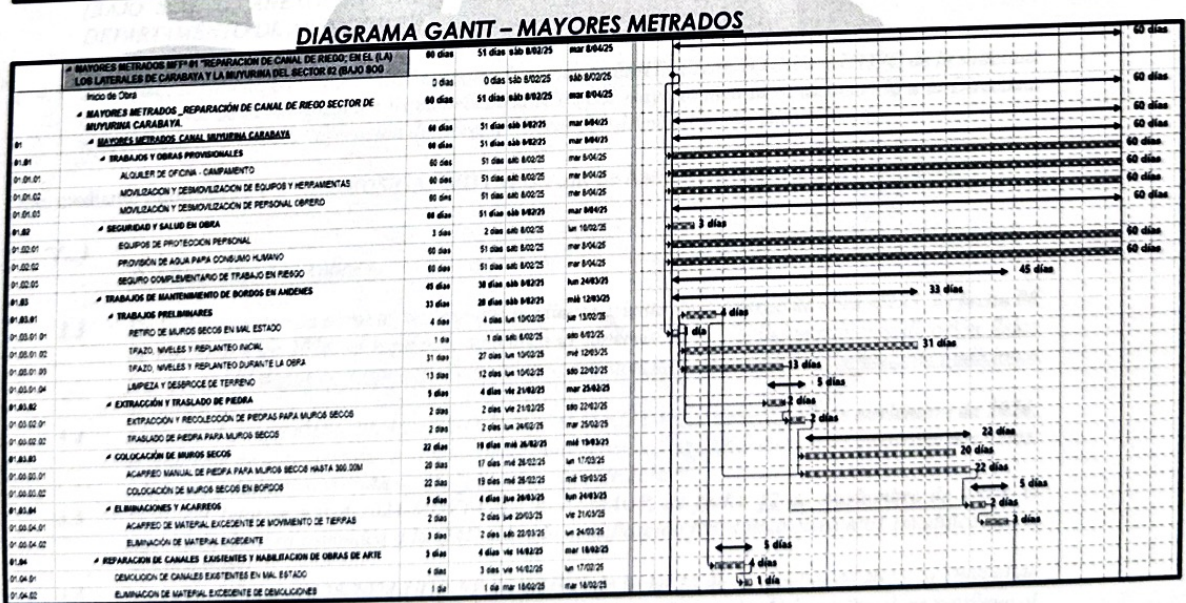 DIAGRAMA GANTT – MAYORES METRADOS
MAYORES METRADOS MFF° 01 "REPARACIÓN DE CANAL DE RIEGO; EN EL (LA) 60 días 51 días sáb 8/02/25 mar 8/04/25 60 días
LOS LATERALES DE CARABAYA Y LA MUYURINA DEL SECTOR 02 (BAJO BOG
Inicio de Obra 0 días 0 días sáb 8/02/25 sáb 8/02/25
MAYORES METRADOS _REPARACIÓN DE CANAL DE RIEGO SECTOR DE 60 días 51 días sáb 8/02/25 mar 8/04/25 60 días
MUYURINA CARABAYA.
01 MAYORES METRADOS CANAL MUYURINA CARABAYA 60 días 51 días sáb 8/02/25 mar 8/04/25 60 días
01.01 TRABAJOS Y OBRAS PROVISIONALES 60 días 51 días sáb 8/02/25 mar 8/04/25 60 días
01.01.01 ALQUILER DE OFICINA - CAMPAMENTO 60 días 51 días sáb 8/02/25 mar 8/04/25 60 días
01.01.02 MOVILIZACIÓN Y DESMOVILIZACION DE EQUIPOS Y HERRAMIENTAS 60 días 51 días sáb 8/02/25 mar 8/04/25 60 días
01.01.03 MOVILIZACIÓN Y DESMOVILIZACION DE PERSONAL OBRERO 60 días 51 días sáb 8/02/25 mar 8/04/25 60 días
01.02 SEGURIDAD Y SALUD EN OBRA 60 días 51 días sáb 8/02/25 mar 8/04/25 60 días
01.02.01 EQUIPOS DE PROTECCIÓN PERSONAL 3 días 2 días sáb 8/02/25 lun 10/02/25 3 días
01.02.02 PROVISIÓN DE AGUA PARA CONSUMO HUMANO 60 días 51 días sáb 8/02/25 mar 8/04/25 60 días
01.02.03 SEGURO COMPLEMENTARIO DE TRABAJO EN RIESGO 60 días 51 días sáb 8/02/25 mar 8/04/25 60 días
01.03 TRABAJOS DE MANTENIMIENTO DE BORDOS EN ANDENES 45 días 38 días sáb 8/02/25 lun 24/03/25 45 días
01.03.01 TRABAJOS PRELIMINARES 33 días 28 días sáb 8/02/25 mié 12/03/25 33 días
01.03.01.01 RETIRO DE MUROS SECOS EN MAL ESTADO 4 días 4 días lun 10/02/25 jue 13/02/25 4 días
01.03.01.02 TRAZO, NIVELES Y REPLANTEO INICIAL 1 día 1 día sáb 8/02/25 sáb 8/02/25 1 día
01.03.01.03 TRAZO, NIVELES Y REPLANTEO DURANTE LA OBRA 31 días 27 días lun 10/02/25 mié 12/03/25 31 días
01.03.01.04 LIMPIEZA Y DESBROCE DE TERRENO 13 días 12 días lun 10/02/25 sáb 22/02/25 13 días
01.03.02 EXTRACCIÓN Y TRASLADO DE PIEDRA 5 días 4 días vie 21/02/25 mar 25/02/25 5 días
01.03.02.01 EXTRACCIÓN Y RECOLECCIÓN DE PIEDRAS PARA MUROS SECOS 2 días 2 días vie 21/02/25 sáb 22/02/25 2 días
01.03.02.02 TRASLADO DE PIEDRA PARA MUROS SECOS 2 días 2 días lun 24/02/25 mar 25/02/25 2 días
01.03.03 COLOCACIÓN DE MUROS SECOS 22 días 19 días mié 26/02/25 mié 19/03/25 22 días
01.03.03.01 ACARREO MANUAL DE PIEDRA PARA MUROS SECOS HASTA 300.00M 20 días 17 días mié 26/02/25 lun 17/03/25 20 días
01.03.03.02 COLOCACIÓN DE MUROS SECOS EN BORDOS 22 días 19 días mié 26/02/25 mié 19/03/25 22 días
01.03.04 ELIMINACIONES Y ACARREOS 5 días 4 días jue 20/03/25 lun 24/03/25 5 días
01.03.04.01 ACARREO DE MATERIAL EXCEDENTE DE MOVIMIENTO DE TIERRAS 2 días 2 días jue 20/03/25 vie 21/03/25 2 días
01.03.04.02 ELIMINACIÓN DE MATERIAL EXCEDENTE 3 días 2 días sáb 22/03/25 lun 24/03/25 3 días
01.04 REPARACION DE CANALES EXISTENTES Y HABILITACION DE OBRAS DE ARTE 5 días 4 días vie 14/02/25 mar 18/02/25 5 días
01.04.01 DEMOLICION DE CANALES EXISTENTES EN MAL ESTADO 4 días 3 días vie 14/02/25 lun 17/02/25 4 días
01.04.02 ELIMINACION DE MATERIAL EXCEDENTE DE DEMOLICIONES 1 día 1 día mar 18/02/25 mar 18/02/25 1 día